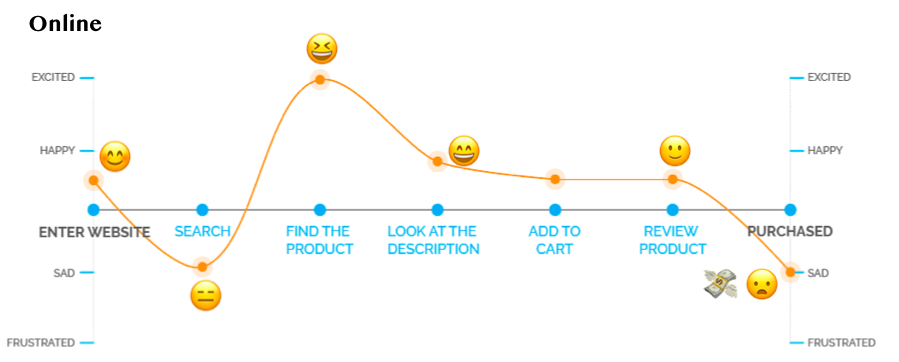 Online
EXCITED
EXCITED
HAPPY
HAPPY
ENTER WEBSITE
SEARCH
FIND THE
PRODUCT
LOOK AT THE
DESCRIPTION
ADD TO
CART
REVIEW
PRODUCT
PURCHASED
SAD
SAD
FRUSTRATED
FRUSTRATED